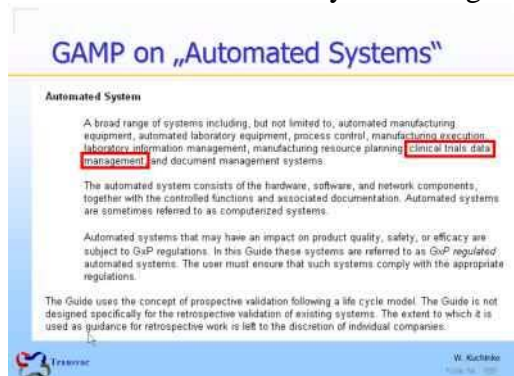 GAMP on „Automated Systems“
Automated System
A broad range of systems including, but not limited to, automated manufacturing
equipment, automated laboratory equipment, process control, manufacturing execution,
laboratory information management, manufacturing resource planning, clinical trials data
management, and document management systems.
The automated system consists of the hardware, software, and network components,
together with the controlled functions and associated documentation. Automated systems
are sometimes referred to as computerized systems.
Automated systems that may have an impact on product quality, safety, or efficacy are
subject to GxP regulations. In this Guide these systems are referred to as GxP regulated
automated systems. The user must ensure that such systems comply with the appropriate
regulations.
The Guide uses the concept of prospective validation following a life cycle model. The Guide is not
designed specifically for the retrospective validation of existing systems. The extent to which it is
used as guidance for retrospective work is left to the discretion of individual companies.
Transvac
W. Kuchinke